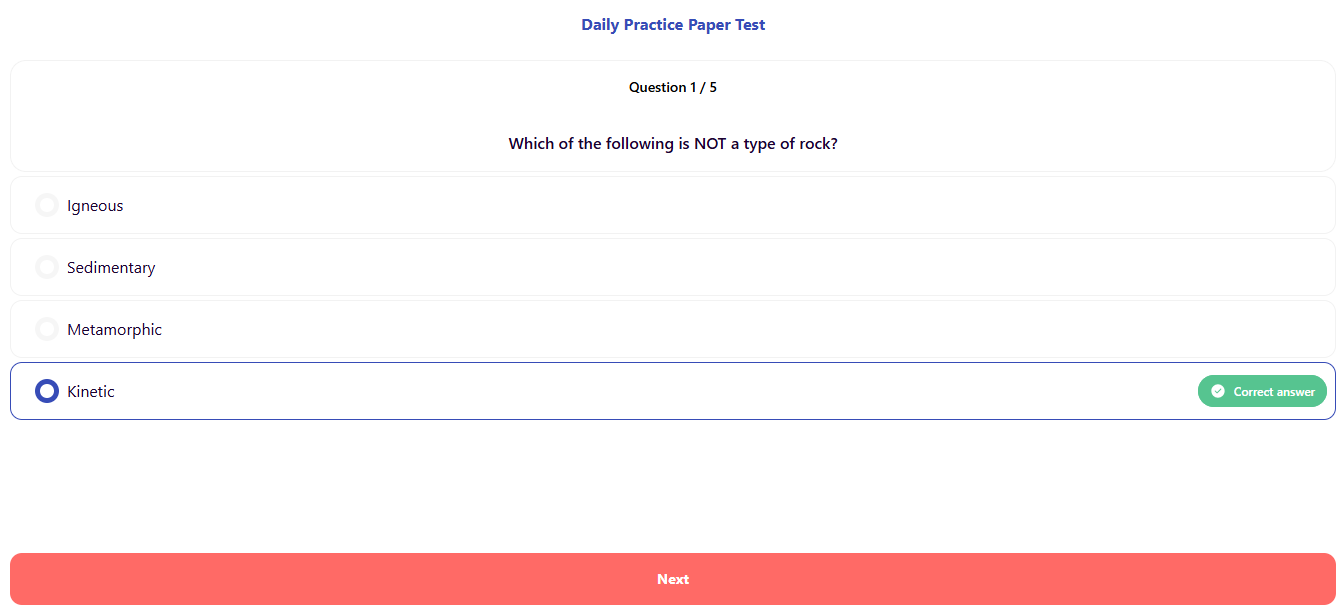 Daily Practice Paper Test
Question 1 / 5
Which of the following is NOT a type of rock?
Igneous
Sedimentary
Metamorphic
Kinetic
Correct answer
Next